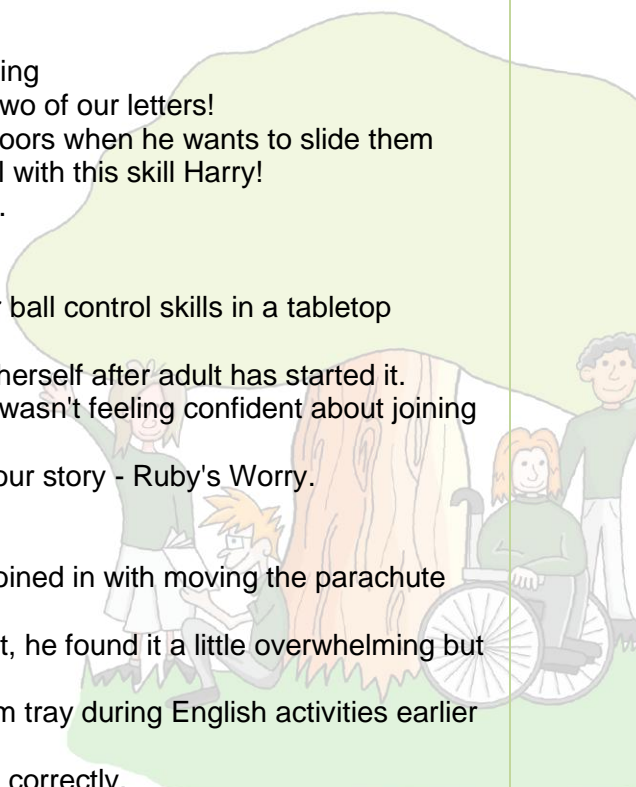 ing
wo of our letters!
oors when he wants to slide them
with this skill Harry!
.
ball control skills in a tabletop
herself after adult has started it.
wasn't feeling confident about joining
our story - Ruby's Worry.
oined in with moving the parachute
t, he found it a little overwhelming but
m tray during English activities earlier
correctly.